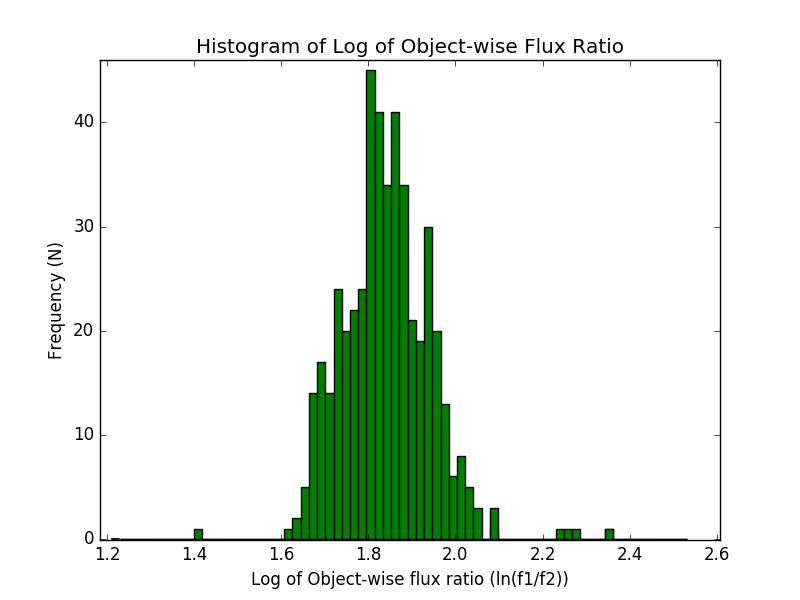 Histogram of Log of Object-wise Flux Ratio
Frequency (N)
40
30
20
10
0
1.2 1.4 1.6 1.8 2.0 2.2 2.4 2.6
Log of Object-wise flux ratio (ln(f1/f2))